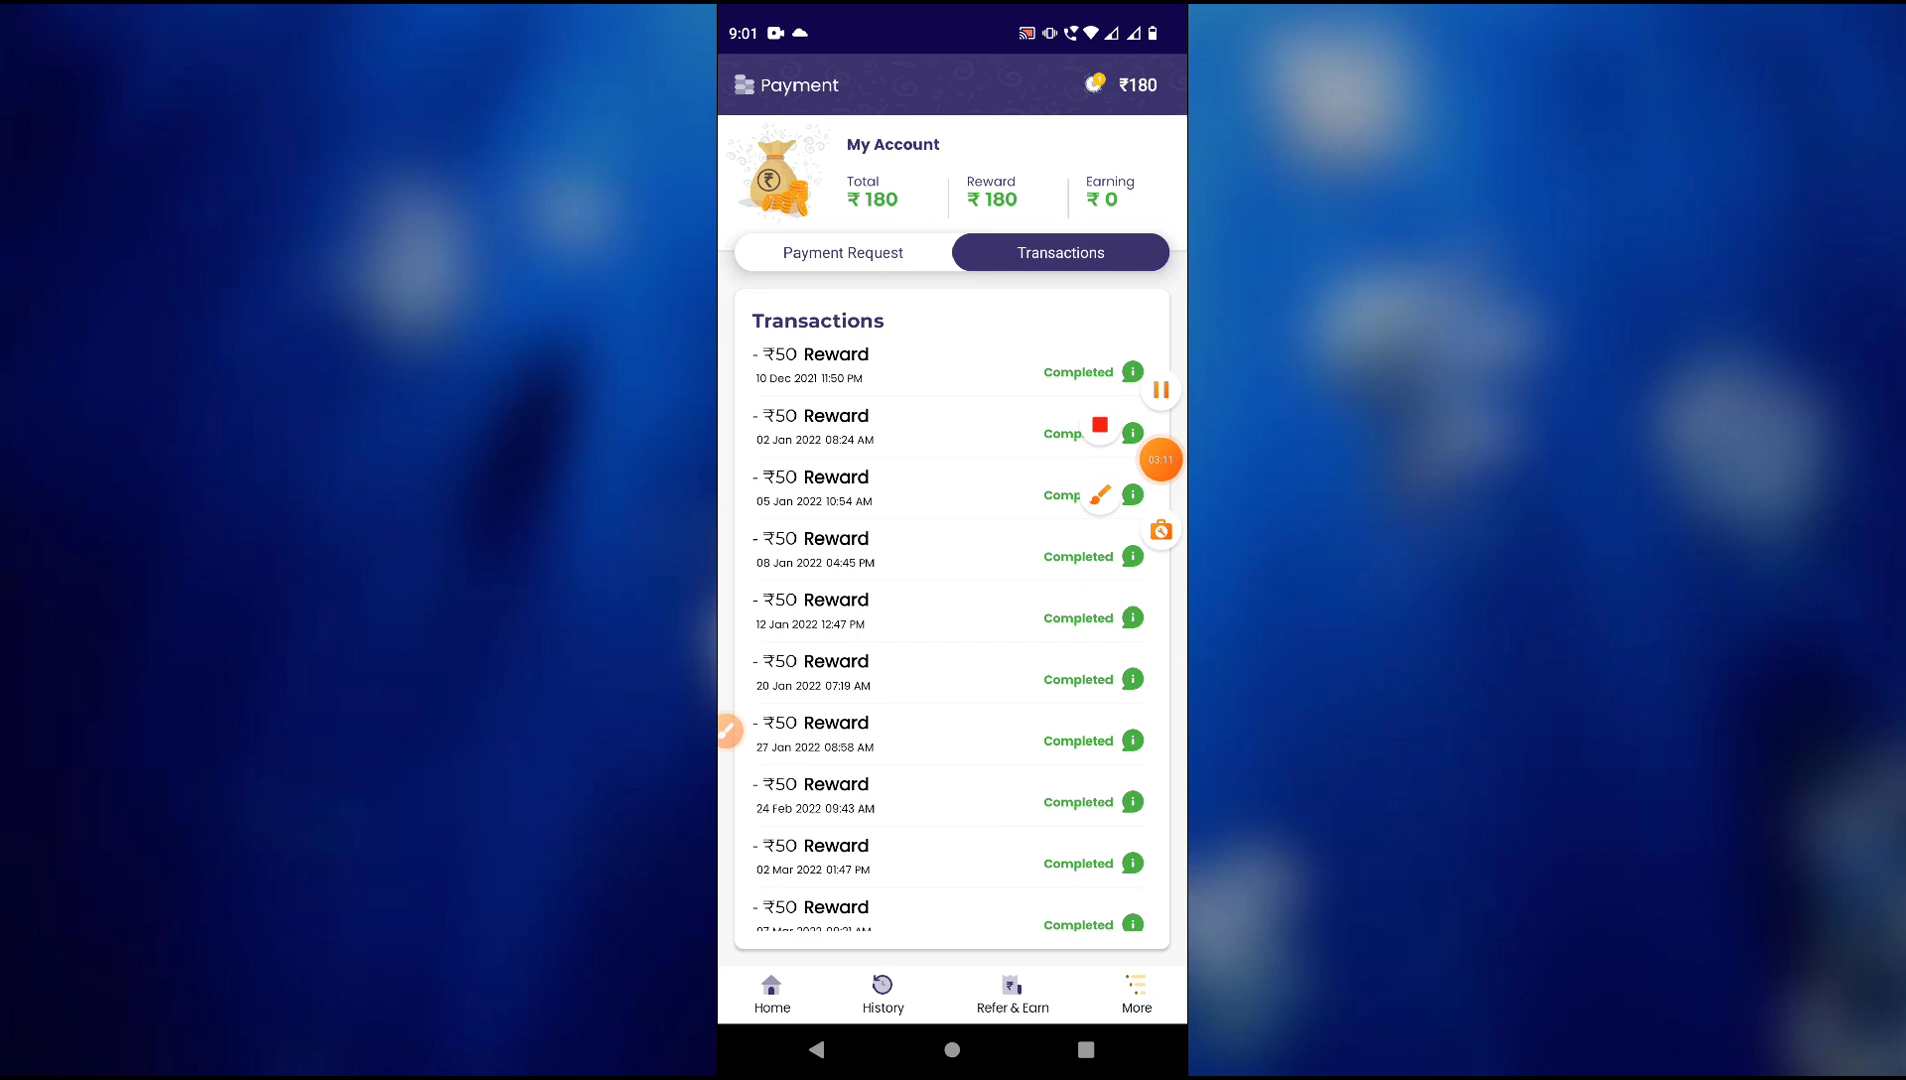 9:01
Payment
1
₹180
My Account
Total
Reward
Earning
₹ 180
₹ 180
₹ 0
Payment Request
Transactions
Transactions
- ₹50 Reward
10 Dec 2021 11:50 PM
Completed
- ₹50 Reward
02 Jan 2022 08:24 AM
Comp
- ₹50 Reward
05 Jan 2022 10:54 AM
Comp
03:11
- ₹50 Reward
08 Jan 2022 04:45 PM
Completed
- ₹50 Reward
12 Jan 2022 12:47 PM
Completed
- ₹50 Reward
20 Jan 2022 07:19 AM
Completed
- ₹50 Reward
27 Jan 2022 08:58 AM
Completed
- ₹50 Reward
24 Feb 2022 09:43 AM
Completed
- ₹50 Reward
02 Mar 2022 01:47 PM
Completed
- ₹50 Reward
Completed
Home
History
Refer & Earn
More